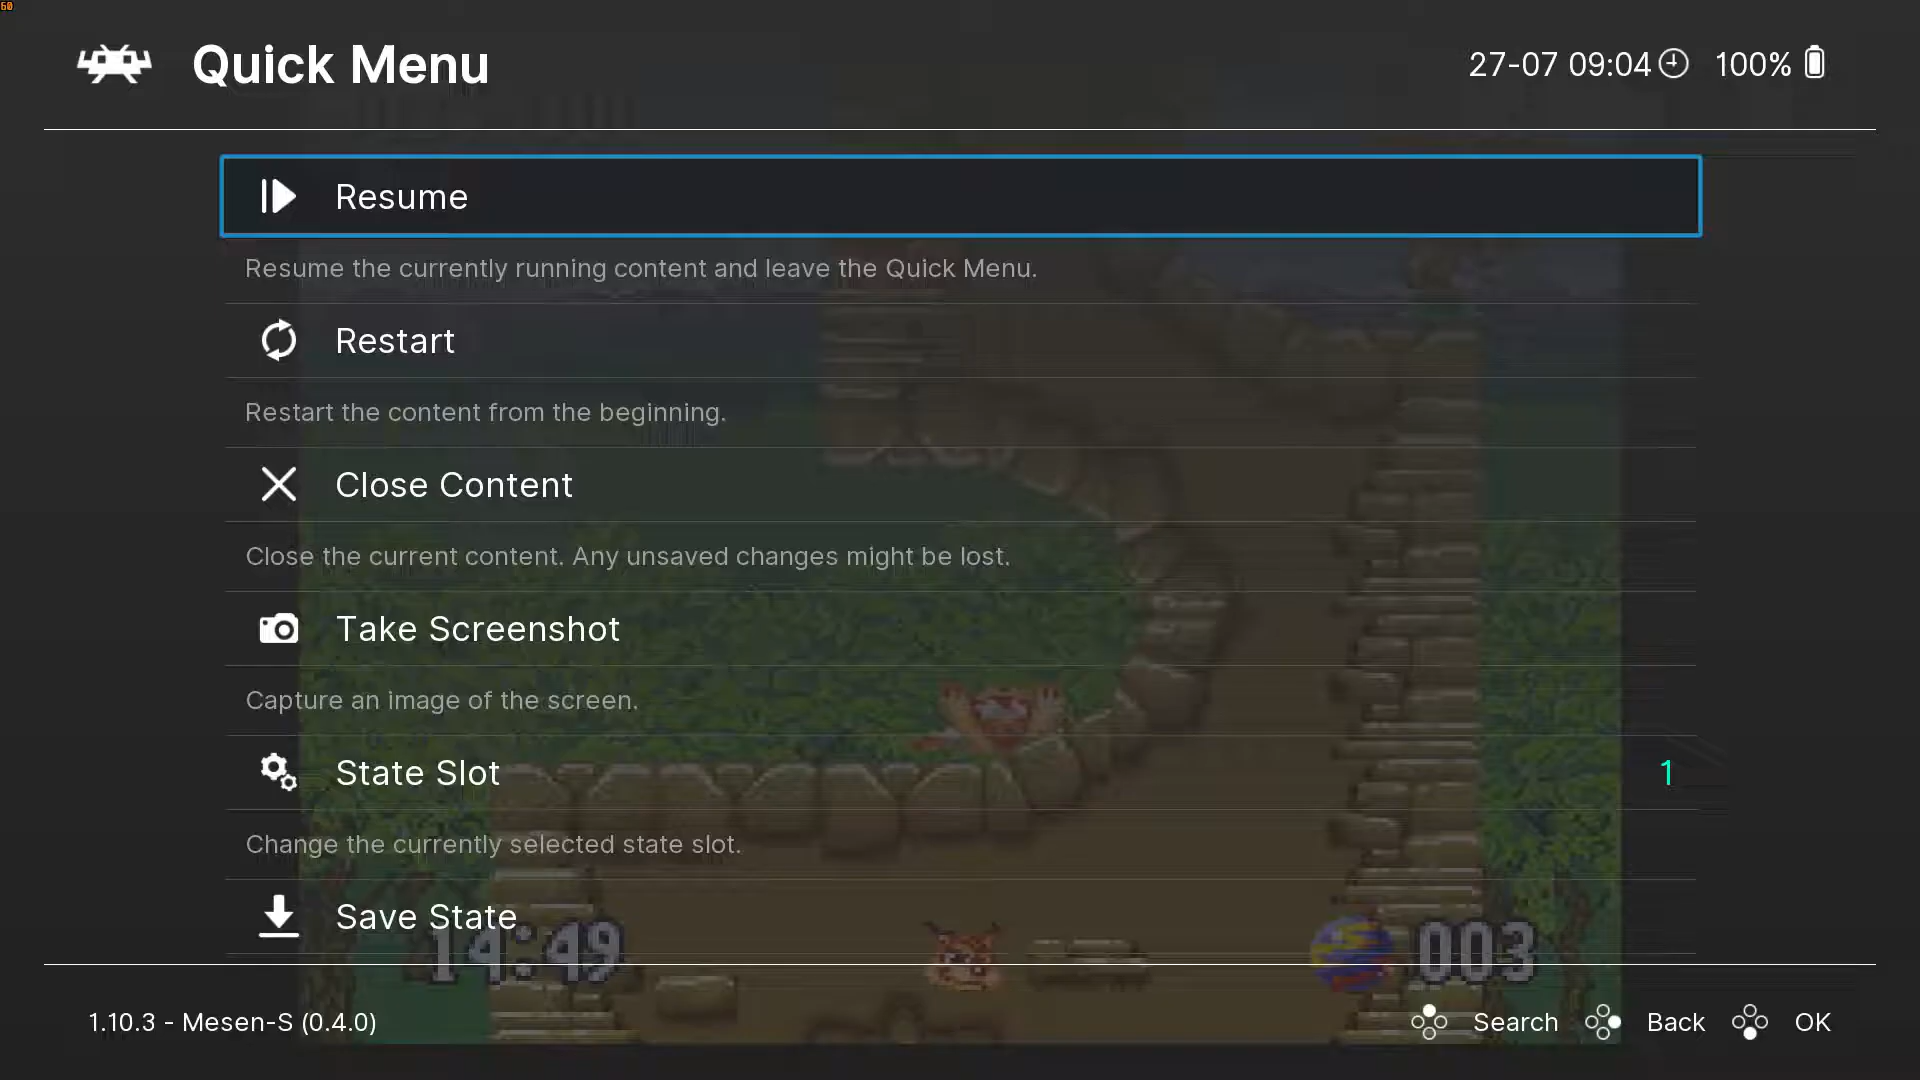 60
Quick Menu
27-07 09:04 100%
Resume
Resume the currently running content and leave the Quick Menu.
Restart
Restart the content from the beginning.
Close Content
Close the current content. Any unsaved changes might be lost.
Take Screenshot
Capture an image of the screen.
State Slot 1
Change the currently selected state slot.
Save State
14:49 003
1.10.3 - Mesen-S (0.4.0) Search Back OK